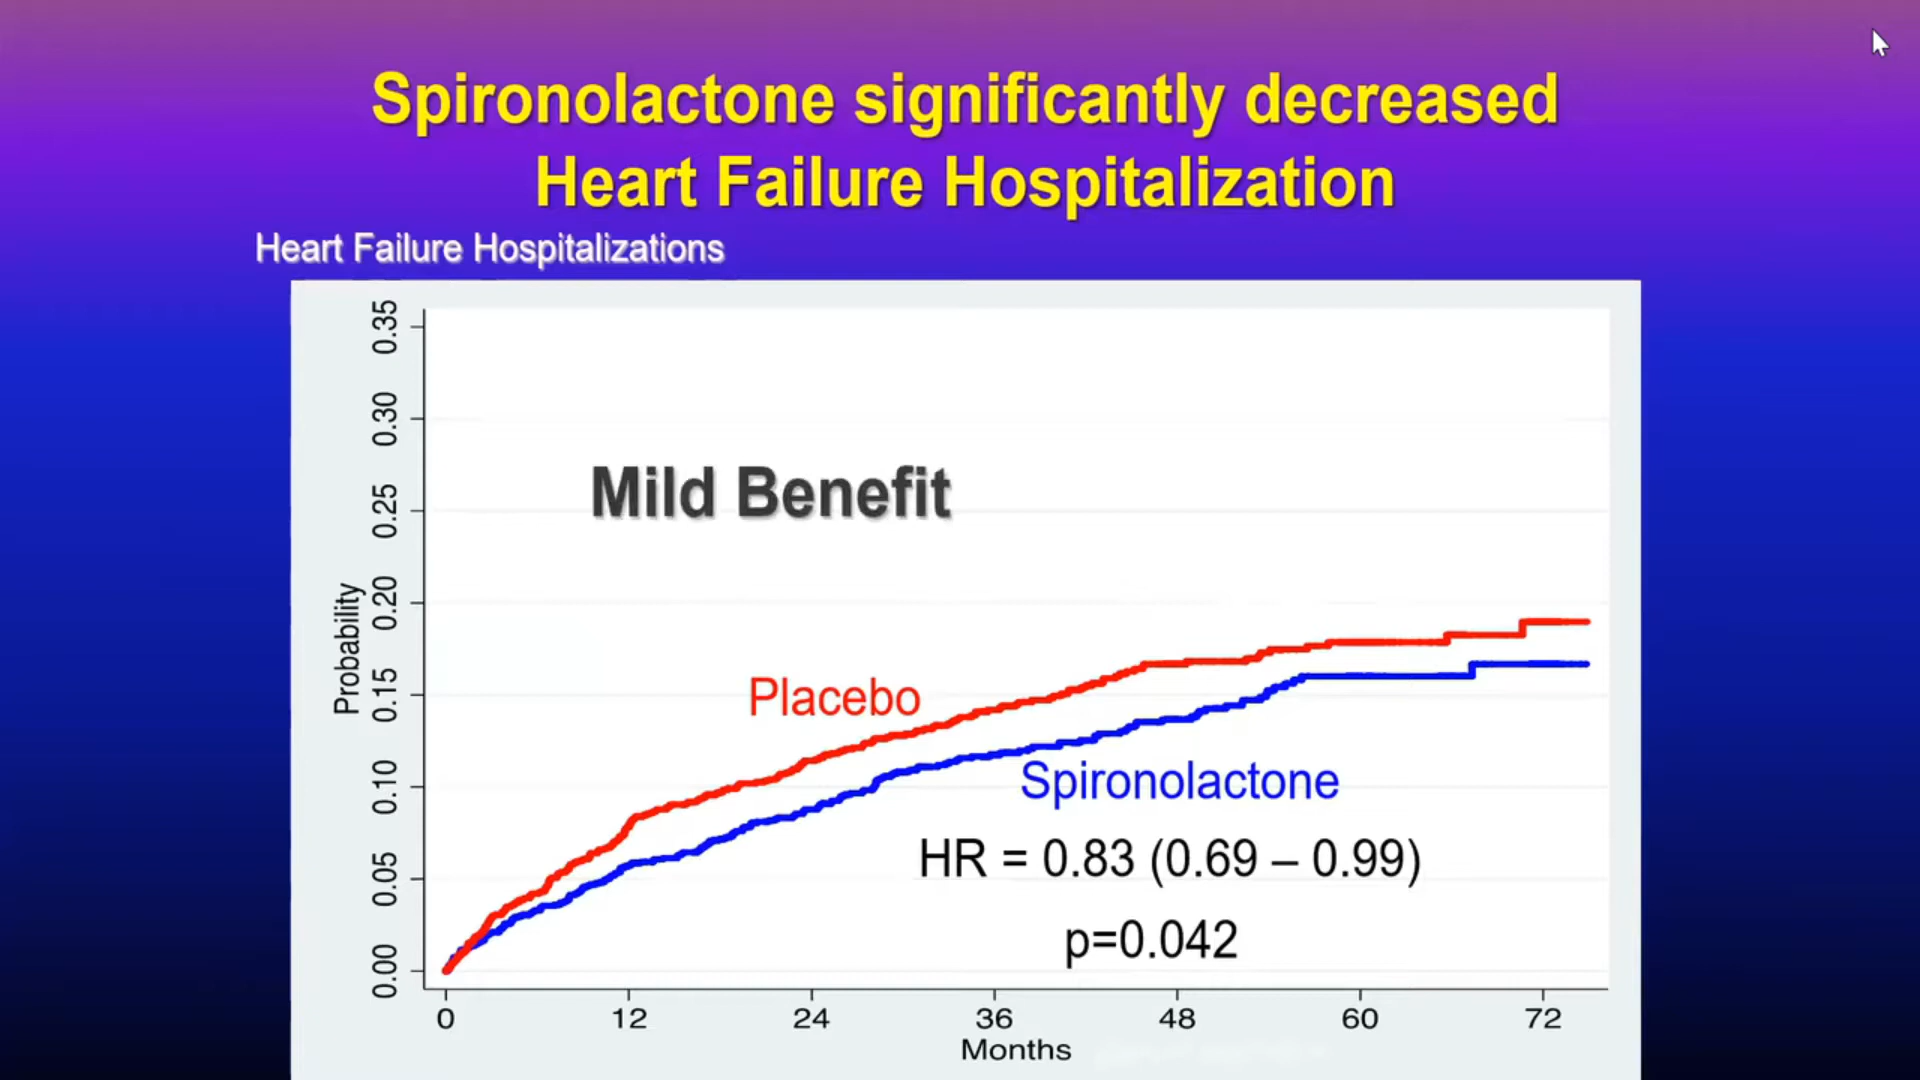 Spironolactone significantly decreased
Heart Failure Hospitalization
Heart Failure Hospitalizations
0.35
0.30
0.25
0.20
0.15
0.10
0.05
0.00
Probability
Mild Benefit
Placebo
Spironolactone
HR = 0.83 (0.69 – 0.99)
p=0.042
0 12 24 36 48 60 72
Months